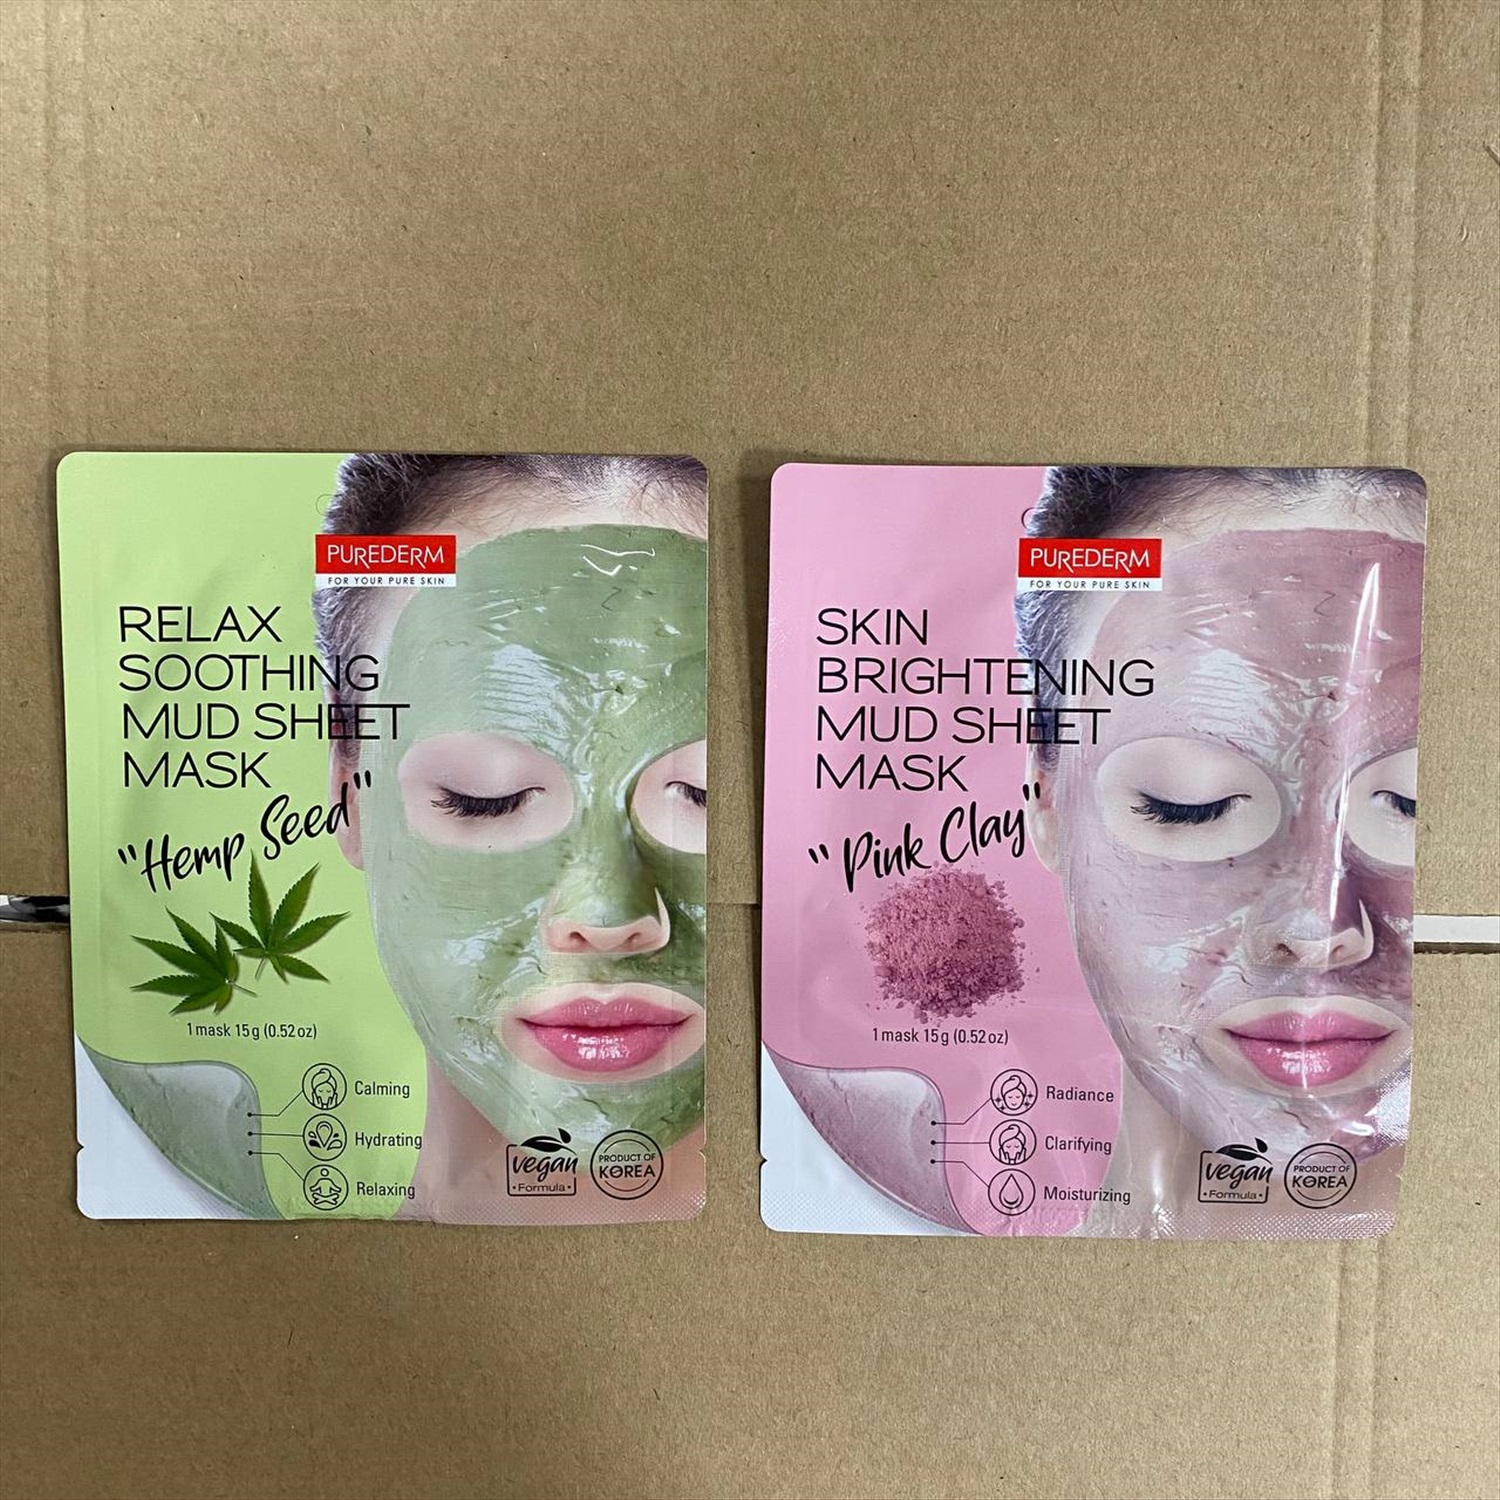 PUREDERM
FOR YOUR PURE SKIN
RELAX
SOOTHING
MUD SHEET
MASK
"Hemp Seed"
1 mask 15 g (0.52 oz)
Calming
Hydrating
Relaxing
vegan
• Formula •
PRODUCT OF
KOREA
PUREDERM
FOR YOUR PURE SKIN
SKIN
BRIGHTENING
MUD SHEET
MASK
"Pink Clay"
1 mask 15 g (0.52 oz)
Radiance
Clarifying
Moisturizing
vegan
• Formula •
PRODUCT OF
KOREA